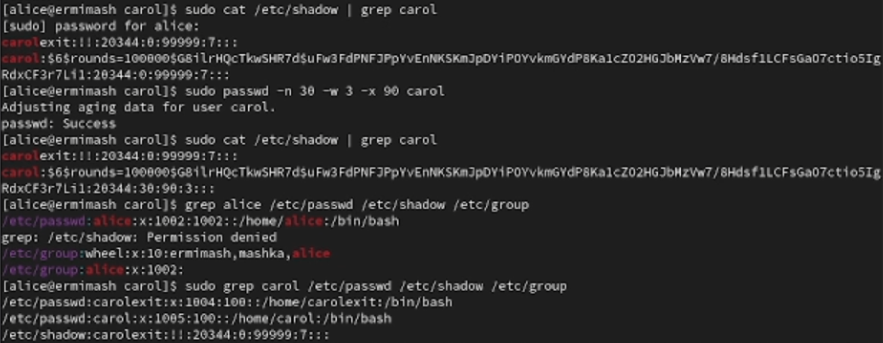 [alice@ermimash carol]$ sudo cat /etc/shadow | grep carol
[sudo] password for alice:
carolexit:!!:20344:0:99999:7:::
carol:$6$rounds=100000$G8ilrHQcTkwSHR7d$uFw3FdPNFJPpYvEnNKSKmJpDYiPOYvkmGYdP8Ka1cZO2HGJbMzVw7/8Hdsf1LCFsGaO7ctio5Ig
RdxCF3r7Li1:20344:0:99999:7:::
[alice@ermimash carol]$ sudo passwd -n 30 -w 3 -x 90 carol
Adjusting aging data for user carol.
passwd: Success
[alice@ermimash carol]$ sudo cat /etc/shadow | grep carol
carolexit:!!:20344:0:99999:7:::
carol:$6$rounds=100000$G8ilrHQcTkwSHR7d$uFw3FdPNFJPpYvEnNKSKmJpDYiPOYvkmGYdP8Ka1cZO2HGJbMzVw7/8Hdsf1LCFsGaO7ctio5Ig
RdxCF3r7Li1:20344:30:90:3:::
[alice@ermimash carol]$ grep alice /etc/passwd /etc/shadow /etc/group
/etc/passwd:alice:x:1002:1002::/home/alice:/bin/bash
grep: /etc/shadow: Permission denied
/etc/group:wheel:x:10:ermimash,mashka,alice
/etc/group:alice:x:1002:
[alice@ermimash carol]$ sudo grep carol /etc/passwd /etc/shadow /etc/group
/etc/passwd:carolexit:x:1004:100::/home/carolexit:/bin/bash
/etc/passwd:carol:x:1005:100::/home/carol:/bin/bash
/etc/shadow:carolexit:!!:20344:0:99999:7:::